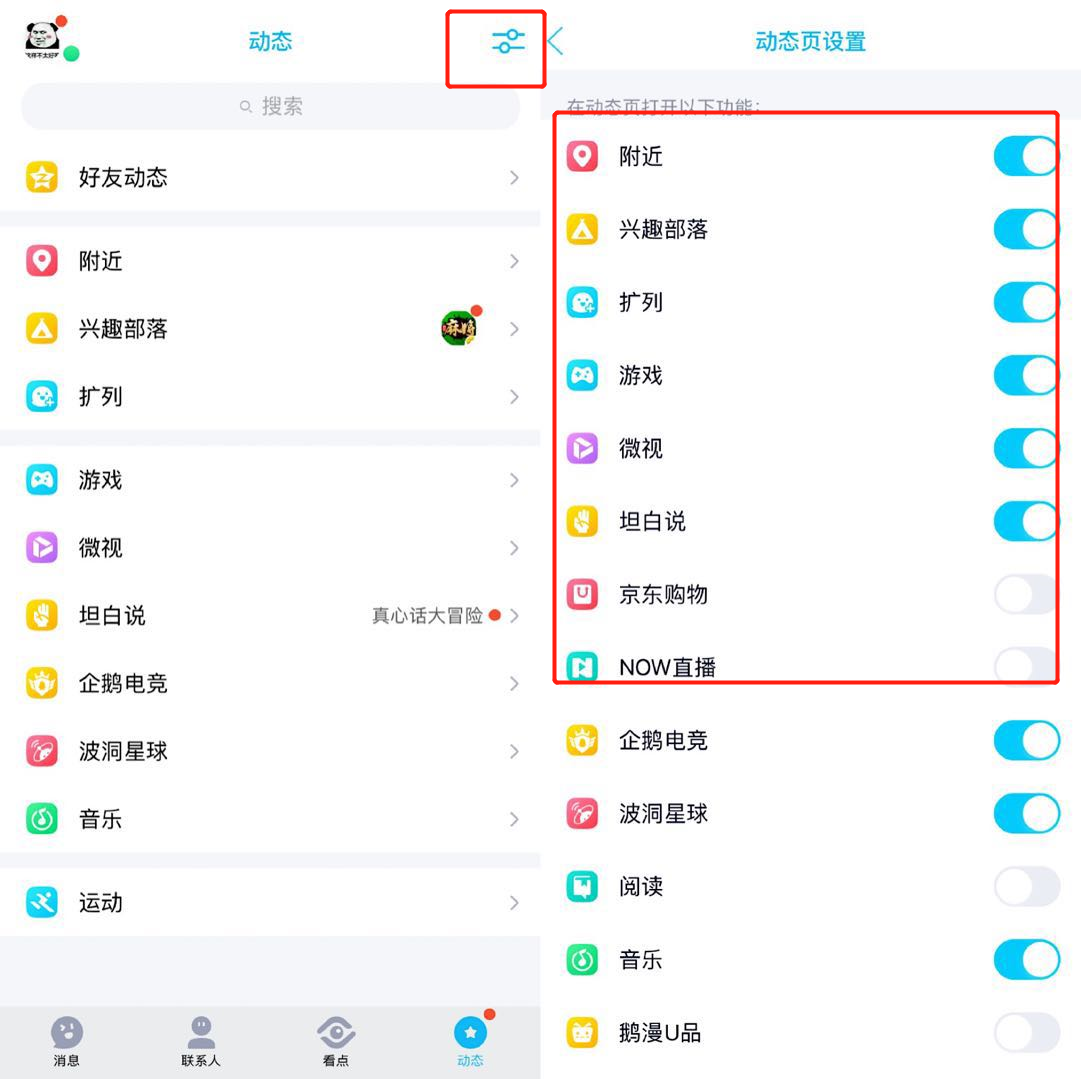 动态
搜索
好友动态
附近
兴趣部落
扩列
游戏
微视
坦白说
真心话大冒险
企鹅电竞
波洞星球
音乐
运动
消息
联系人
看点
动态
动态页设置
在动态页打开以下功能:
附近
兴趣部落
扩列
游戏
微视
坦白说
京东购物
NOW直播
企鹅电竞
波洞星球
阅读
音乐
鹅漫U品